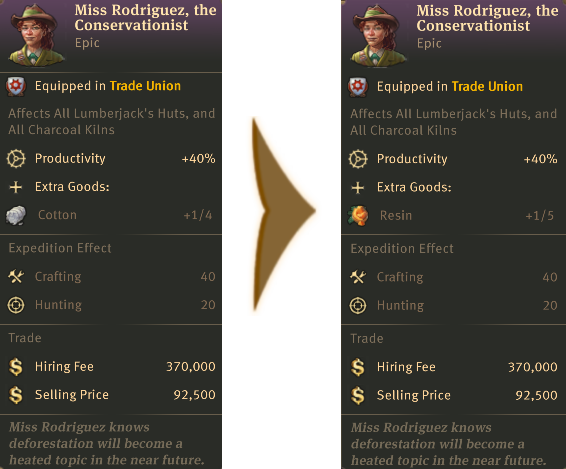 Miss Rodriguez, the
Conservationist
Epic
Equipped in Trade Union
Affects All Lumberjack's Huts, and
All Charcoal Kilns
Productivity +40%
Extra Goods:
Cotton +1/4
Expedition Effect
Crafting 40
Hunting 20
Trade
Hiring Fee 370,000
Selling Price 92,500
Miss Rodriguez knows
deforestation will become a
heated topic in the near future.
Miss Rodriguez, the
Conservationist
Epic
Equipped in Trade Union
Affects All Lumberjack's Huts, and
All Charcoal Kilns
Productivity +40%
Extra Goods:
Resin +1/5
Expedition Effect
Crafting 40
Hunting 20
Trade
Hiring Fee 370,000
Selling Price 92,500
Miss Rodriguez knows
deforestation will become a
heated topic in the near future.